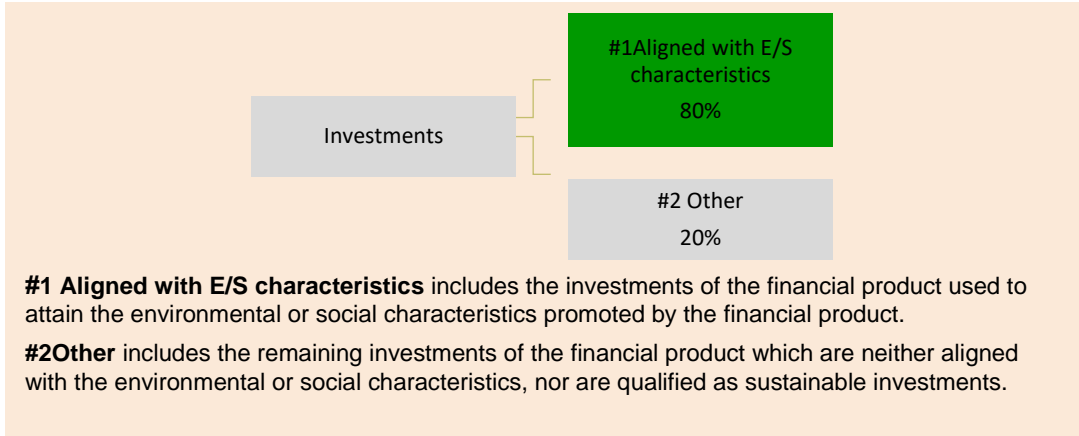 #1Aligned with E/S
characteristics
80%
Investments
#2 Other
20%
#1 Aligned with E/S characteristics includes the investments of the financial product used to
attain the environmental or social characteristics promoted by the financial product.
#2Other includes the remaining investments of the financial product which are neither aligned
with the environmental or social characteristics, nor are qualified as sustainable investments.